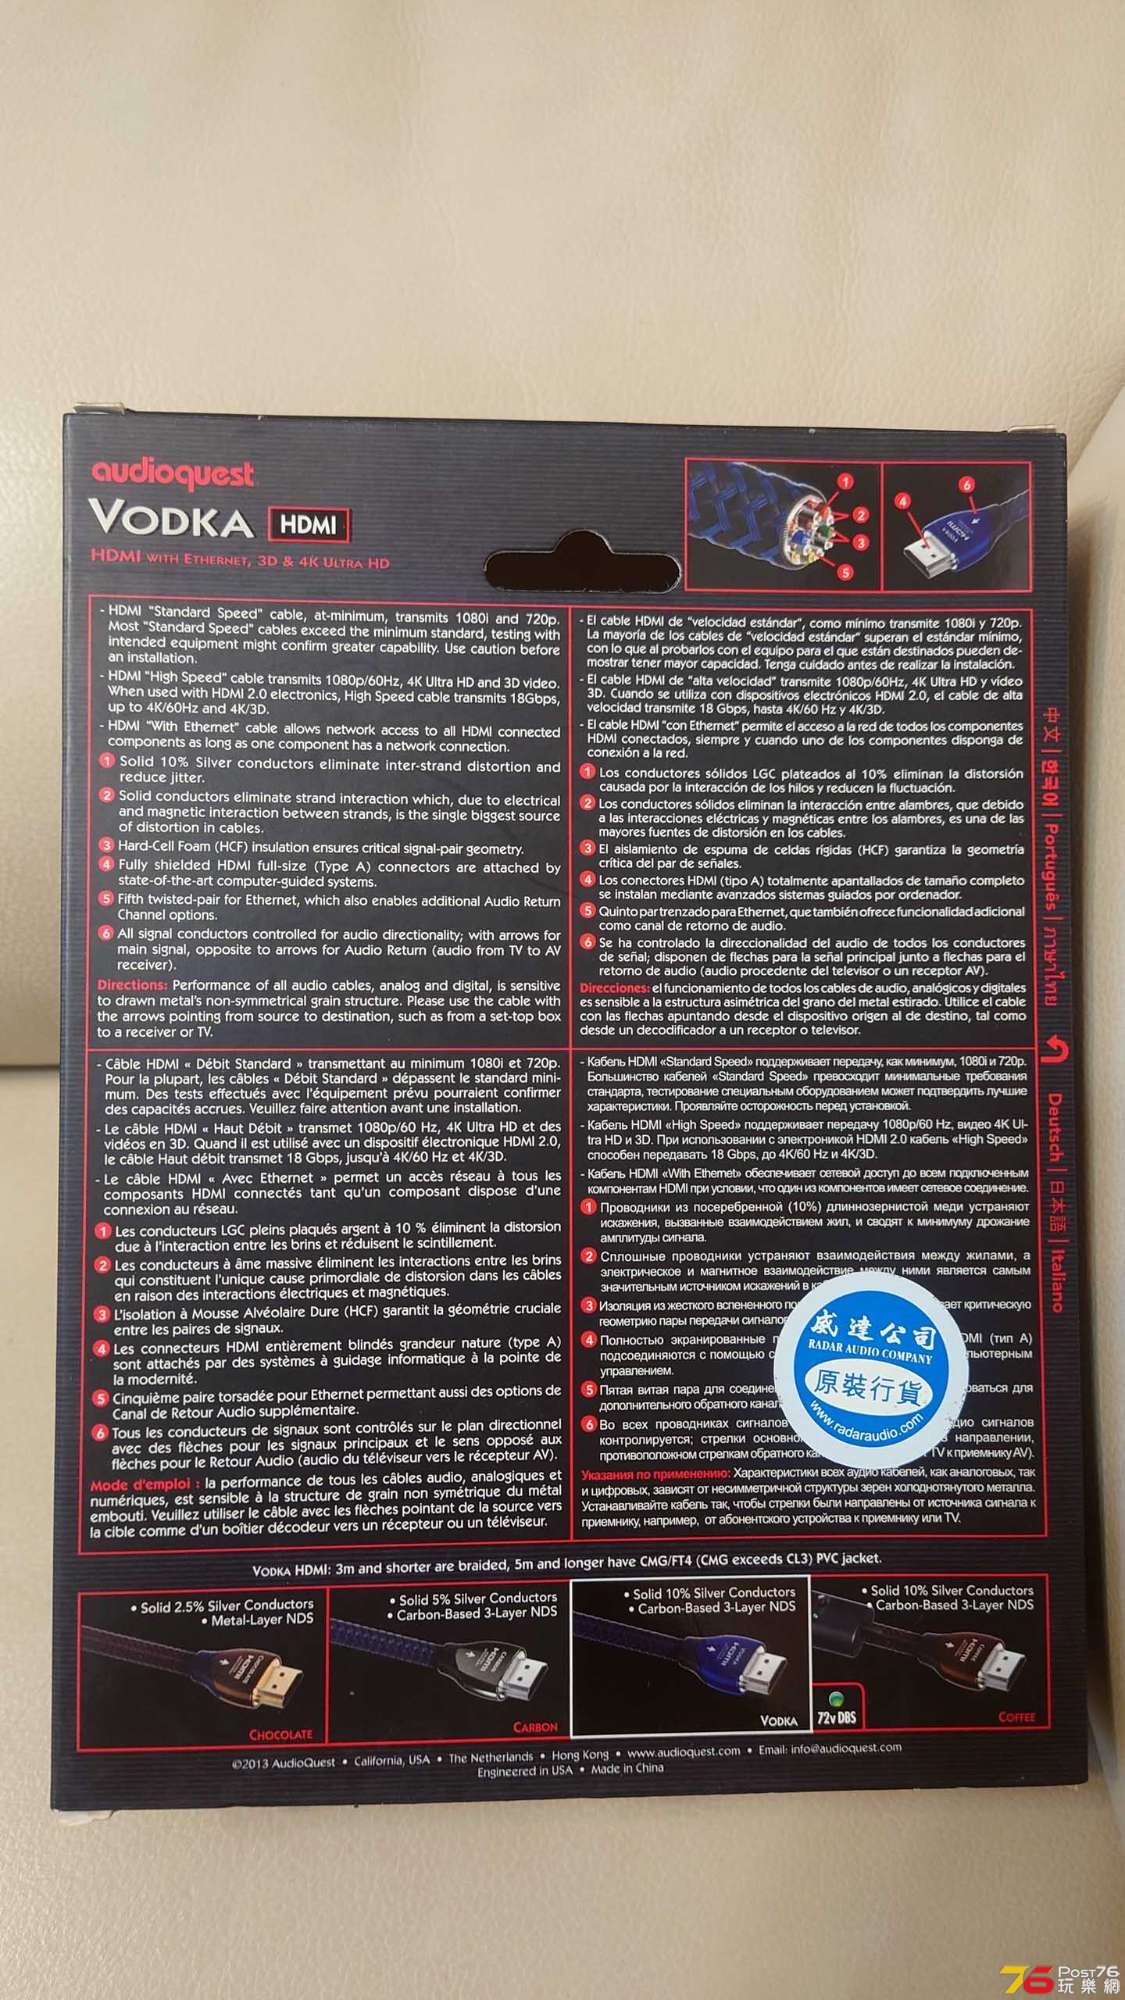 audioquest
VODKA HDMI
HDMI WITH ETHERNET, 3D & 4K ULTRA HD
1
2
3
5
4
6
- HDMI "Standard Speed" cable, at-minimum, transmits 1080i and 720p.
Most "Standard Speed" cables exceed the minimum standard, testing with
intended equipment might confirm greater capability. Use caution before
an installation.
- HDMI "High Speed" cable transmits 1080p/60Hz, 4K Ultra HD and 3D video.
When used with HDMI 2.0 electronics, High Speed cable transmits 18Gbps,
up to 4K/60Hz and 4K/3D.
- HDMI "With Ethernet" cable allows network access to all HDMI connected
components as long as one component has a network connection.
1 Solid 10% Silver conductors eliminate inter-strand distortion and
reduce jitter.
2 Solid conductors eliminate strand interaction which, due to electrical
and magnetic interaction between strands, is the single biggest source
of distortion in cables.
3 Hard-Cell Foam (HCF) insulation ensures critical signal-pair geometry.
4 Fully shielded HDMI full-size (Type A) connectors are attached by
state-of-the-art computer-guided systems.
5 Fifth twisted-pair for Ethernet, which also enables additional Audio Return
Channel options.
6 All signal conductors controlled for audio directionality; with arrows for
main signal, opposite to arrows for Audio Return (audio from TV to AV
receiver).
Directions: Performance of all audio cables, analog and digital, is sensitive
to drawn metal's non-symmetrical grain structure. Please use the cable with
the arrows pointing from source to destination, such as from a set-top box
to a receiver or TV.
- El cable HDMI de "velocidad estándar", como mínimo transmite 1080i y 720p.
La mayoría de los cables de "velocidad estándar" superan el estándar mínimo,
con lo que al probarlos con el equipo para el que están destinados pueden de-
mostrar tener mayor capacidad. Tenga cuidado antes de realizar la instalación.
- El cable HDMI de "alta velocidad" transmite 1080p/60Hz, 4K Ultra HD y vídeo
3D. Cuando se utiliza con dispositivos electrónicos HDMI 2.0, el cable de alta
velocidad transmite 18 Gbps, hasta 4K/60 Hz y 4K/3D.
- El cable HDMI "con Ethernet" permite el acceso a la red de todos los componentes
HDMI conectados, siempre y cuando uno de los componentes disponga de
conexión a la red.
1 Los conductores sólidos LGC plateados al 10% eliminan la distorsión
causada por la interacción de los hilos y reducen la fluctuación.
2 Los conductores sólidos eliminan la interacción entre alambres, que debido
a las interacciones eléctricas y magnéticas entre los alambres, es una de las
mayores fuentes de distorsión en los cables.
3 El aislamiento de espuma de celdas rígidas (HCF) garantiza la geometría
crítica del par de señales.
4 Los conectores HDMI (tipo A) totalmente apantallados de tamaño completo
se instalan mediante avanzados sistemas guiados por ordenador.
5 Quinto par trenzado para Ethernet, que también ofrece funcionalidad adicional
como canal de retorno de audio.
6 Se ha controlado la direccionalidad del audio de todos los conductores
de señal; disponen de flechas para la señal principal junto a flechas para el
retorno de audio (audio procedente del televisor o un receptor AV).
Direcciones: el funcionamiento de todos los cables de audio, analógicos y digitales
es sensible a la estructura asimétrica del grano del metal estirado. Utilice el cable
con las flechas apuntando desde el dispositivo origen al de destino, tal como
desde un decodificador a un receptor o televisor.
- Câble HDMI « Débit Standard » transmettant au minimum 1080i et 720p.
Pour la plupart, les câbles « Débit Standard » dépassent le standard mini-
mum. Des tests effectués avec l'équipement prévu pourraient confirmer
des capacités accrues. Veuillez faire attention avant une installation.
- Le câble HDMI « Haut Débit » transmet 1080p/60 Hz, 4K Ultra HD et des
vidéos en 3D. Quand il est utilisé avec un dispositif électronique HDMI 2.0,
le câble Haut débit transmet 18 Gbps, jusqu'à 4K/60 Hz et 4K/3D.
- Le câble HDMI « Avec Ethernet » permet un accès réseau à tous les
composants HDMI connectés tant qu'un composant dispose d'une
connexion au réseau.
1 Les conducteurs LGC pleins plaqués argent à 10 % éliminent la distorsion
due à l'interaction entre les brins et réduisent le scintillement.
2 Les conducteurs à âme massive éliminent les interactions entre les brins
qui constituent l'unique cause primordiale de distorsion dans les câbles
en raison des interactions électriques et magnétiques.
3 L'isolation à Mousse Alvéolaire Dure (HCF) garantit la géométrie cruciale
entre les paires de signaux.
4 Les connecteurs HDMI entièrement blindés grandeur nature (type A)
sont attachés par des systèmes à guidage informatique à la pointe de
la modernité.
5 Cinquième paire torsadée pour Ethernet permettant aussi des options de
Canal de Retour Audio supplémentaire.
6 Tous les conducteurs de signaux sont contrôlés sur le plan directionnel
avec des flèches pour les signaux principaux et le sens opposé aux
flèches pour le Retour Audio (audio du téléviseur vers le récepteur AV).
Mode d'emploi : la performance de tous les câbles audio, analogiques et
numériques, est sensible à la structure de grain non symétrique du métal
embouti. Veuillez utiliser le câble avec les flèches pointant de la source vers
la cible comme d'un boîtier décodeur vers un récepteur ou un téléviseur.
- Кабель HDMI «Standard Speed» поддерживает передачу, как минимум, 1080i и 720p.
Большинство кабелей «Standard Speed» превосходит минимальные требования
стандарта, тестирование специальным оборудованием может подтвердить лучшие
характеристики. Проявляйте осторожность перед установкой.
- Кабель HDMI «High Speed» поддерживает передачу 1080p/60 Hz, видео 4K Ul-
tra HD и 3D. При использовании с электроникой HDMI 2.0 кабель «High Speed»
способен передавать 18 Gbps, до 4K/60 Hz и 4K/3D.
- Кабель HDMI «With Ethernet» обеспечивает сетевой доступ до всем подключенным
компонентам HDMI при условии, что один из компонентов имеет сетевое соединение.
1 Проводники из посеребренной (10%) длиннозернистой меди устраняют
искажения, вызванные взаимодействием жил, и сводят к минимуму дрожание
амплитуды сигнала.
2 Сплошные проводники устраняют взаимодействия между жилами, а
электрическое и магнитное взаимодействие между ними является самым
значительным источником искажений в
3 Изоляция из жесткого вспененного критическую
геометрию пары передачи
4 Полностью экранированные (тип A)
подсоединяются с помощью
управлением.
5 Пятая витая пара для для
дополнительного обратного
6 Во всех проводниках сигналов
контролируется; стрелки направлении,
противоположном стрелкам обратного TV к приемнику AV).
Указания по применению: Характеристики всех аудио кабелей, как аналоговых, так
и цифровых, зависят от несимметричной структуры зерен холоднотянутого металла.
Устанавливайте кабель так, чтобы стрелки были направлены от источника сигнала к
приемнику, например, от абонентского устройства к приемнику или TV.
威達公司
RADAR AUDIO COMPANY
原裝行貨
www.radaraudio.com
中文 | 한국어 | Português | ภาษาไทย
Deutsch | 日本語 | Italiano
VODKA HDMI: 3m and shorter are braided, 5m and longer have CMG/FT4 (CMG exceeds CL3) PVC jacket.
• Solid 2.5% Silver Conductors
• Metal-Layer NDS
CHOCOLATE
• Solid 5% Silver Conductors
• Carbon-Based 3-Layer NDS
CARBON
• Solid 10% Silver Conductors
• Carbon-Based 3-Layer NDS
VODKA
• Solid 10% Silver Conductors
• Carbon-Based 3-Layer NDS
72v DBS
COFFEE
©2013 AudioQuest • California, USA • The Netherlands • Hong Kong • www.audioquest.com • Email: info@audioquest.com
Engineered in USA • Made in China
76 POST76
玩樂網